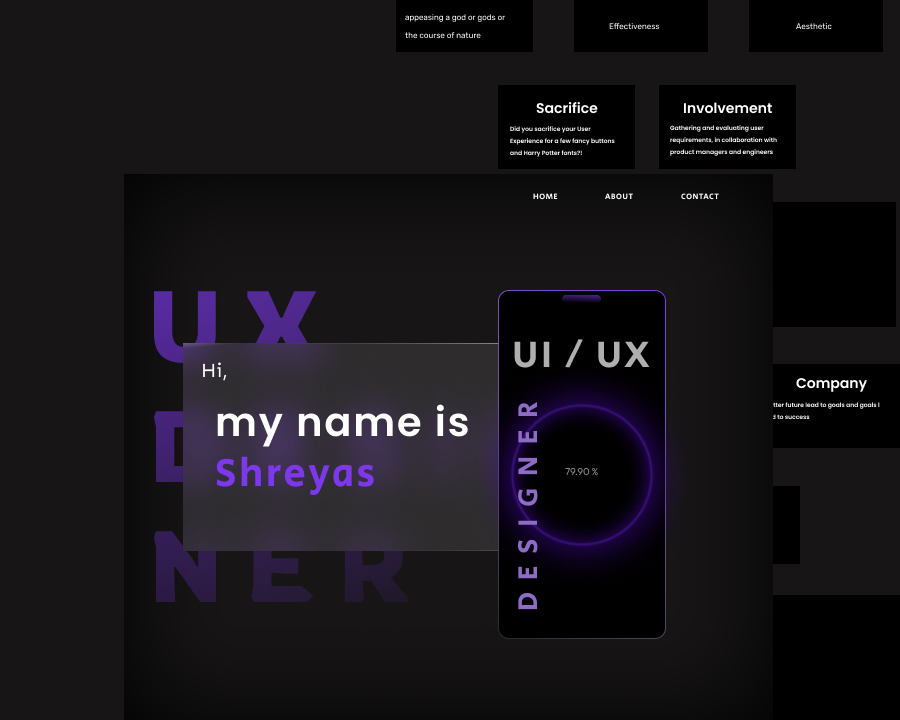 appeasing a god or gods or
the course of nature
Effectiveness
Aesthetic
Sacrifice
Did you sacrifice your User
Experience for a few fancy buttons
and Harry Potter fonts?!
Involvement
Gathering and evaluating user
requirements, in collaboration with
product managers and engineers
HOME ABOUT CONTACT
UX
NER
Hi,
my name is
Shreyas
UI / UX
DESIGNER
79.90 %
Company
future lead to goals and goals l
to success